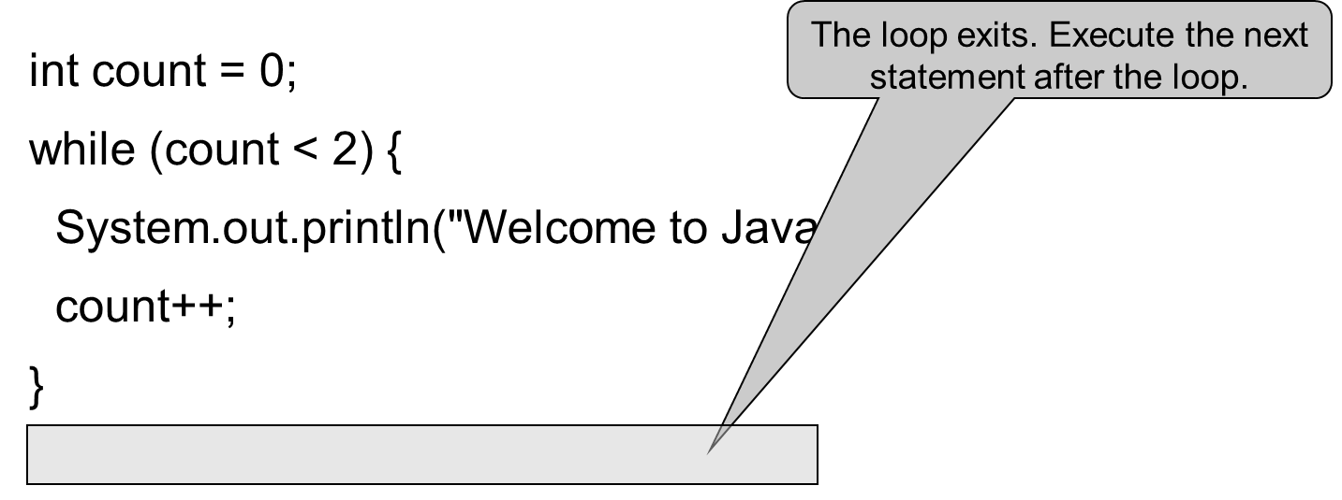 int count = 0;
while (count < 2) {
System.out.println("Welcome to Java
count++;
}
The loop exits. Execute the next
statement after the loop.